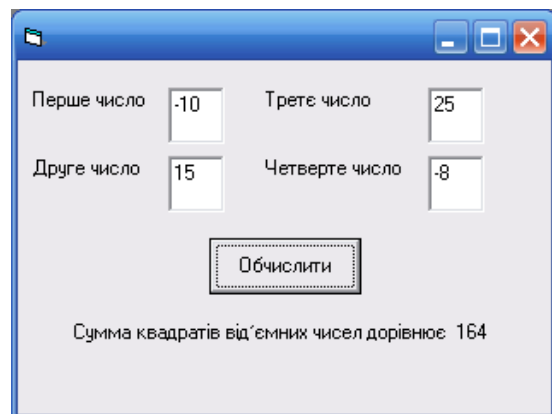 Перше число -10 Третє число 25
Друге число 15 Четверте число -8
Обчислити
Сумма квадратів від´ємних чисел дорівнює 164